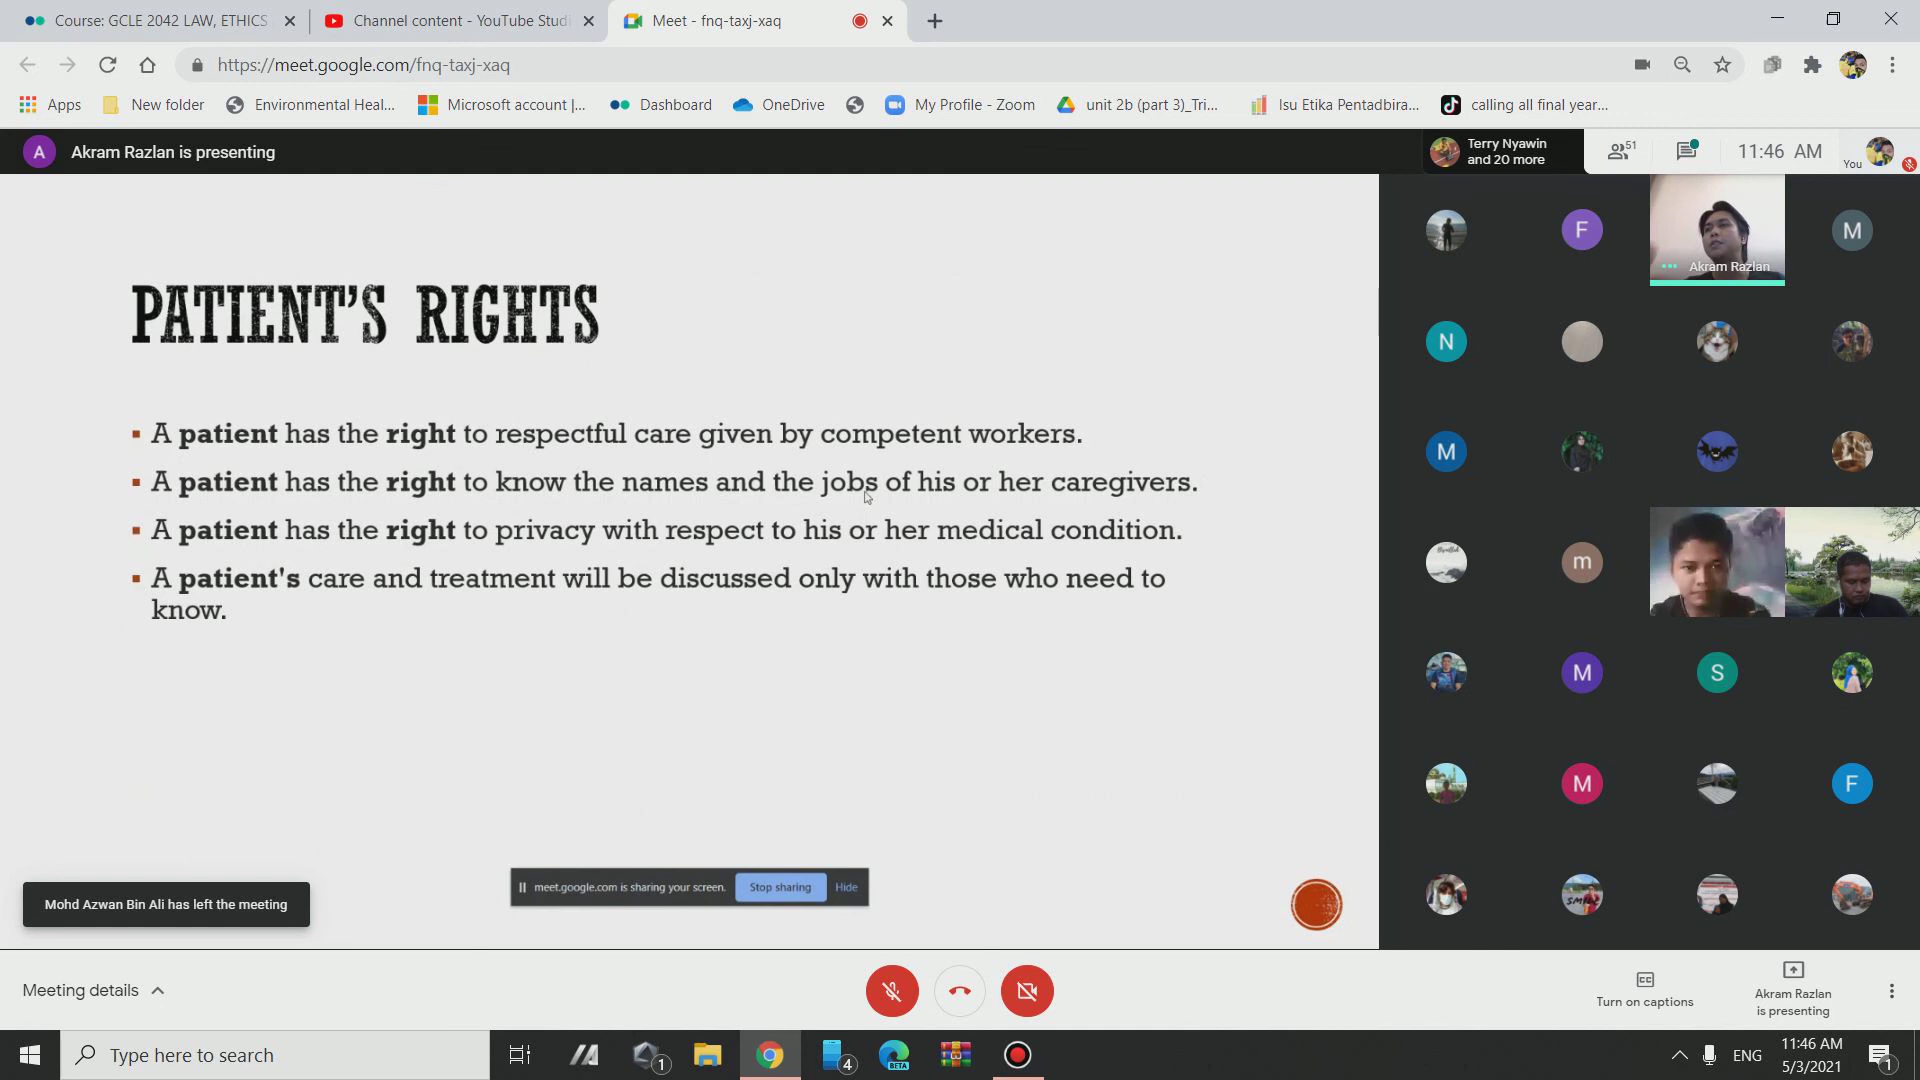 Course: GCLE 2042 LAW, ETHICS
Channel content - YouTube Studi
Meet - fnq-taxj-xaq
https://meet.google.com/fnq-taxj-xaq
Apps
New folder
Environmental Heal...
Microsoft account |...
Dashboard
OneDrive
My Profile - Zoom
unit 2b (part 3)_Tri...
Isu Etika Pentadbira...
calling all final year...
A
Akram Razlan is presenting
Terry Nyawin
and 20 more
51
11:46 AM
You
PATIENT'S RIGHTS
A patient has the right to respectful care given by competent workers.
A patient has the right to know the names and the jobs of his or her caregivers.
A patient has the right to privacy with respect to his or her medical condition.
A patient's care and treatment will be discussed only with those who need to
know.
F
Akram Razlan
M
N
M
m
M
S
M
F
SMILE
meet.google.com is sharing your screen.
Stop sharing
Hide
Mohd Azwan Bin Ali has left the meeting
Meeting details
CC
Turn on captions
Akram Razlan
is presenting
Type here to search
1
4
BETA
ENG
11:46 AM
5/3/2021
1